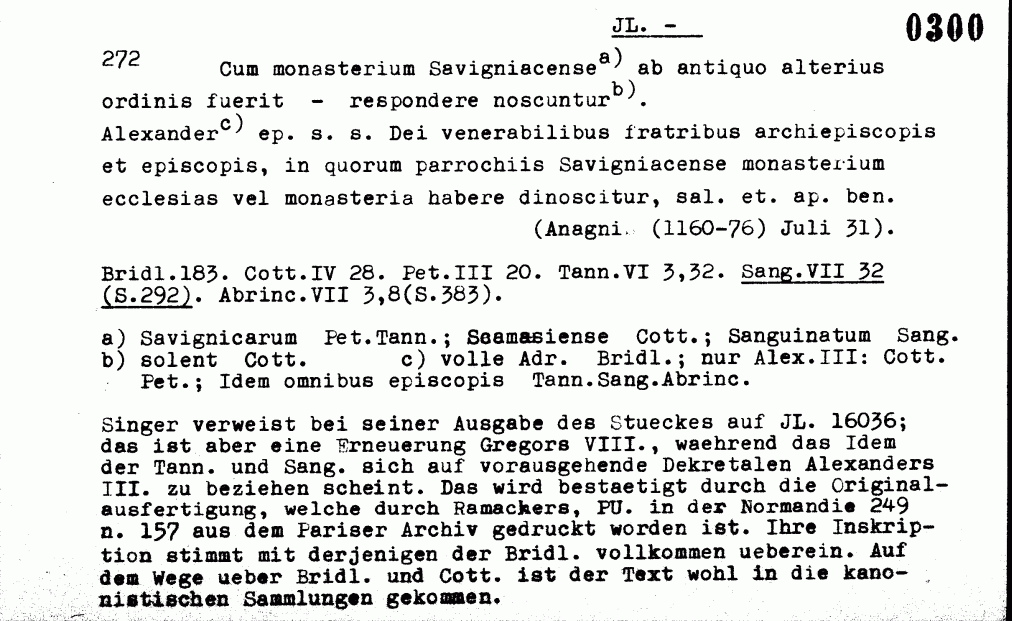 JL. -
0300
272 Cum monasterium Savigniacense a) ab antiquo alterius
ordinis fuerit - respondere noscuntur b).
Alexander c) ep. s. s. Dei venerabilibus fratribus archiepiscopis
et episcopis, in quorum parrochiis Savigniacense monasterium
ecclesias vel monasteria habere dinoscitur, sal. et. ap. ben.
(Anagni. (1160-76) Juli 31).
Bridl.183. Cott.IV 28. Pet.III 20. Tann.VI 3,32. Sang.VII 32
(S.292). Abrinc.VII 3,8(S.383).
a) Savignicarum Pet.Tann.; Seamasiense Cott.; Sanguinatum Sang.
b) solent Cott. c) volle Adr. Bridl.; nur Alex.III: Cott.
Pet.; Idem omnibus episcopis Tann.Sang.Abrinc.
Singer verweist bei seiner Ausgabe des Stueckes auf JL. 16036;
das ist aber eine Erneuerung Gregors VIII., waehrend das Idem
der Tann. und Sang. sich auf vorausgehende Dekretalen Alexanders
III. zu beziehen scheint. Das wird bestaetigt durch die Original-
ausfertigung, welche durch Ramackers, PU. in der Normandie 249
n. 157 aus dem Pariser Archiv gedruckt worden ist. Ihre Inskrip-
tion stimmt mit derjenigen der Bridl. vollkommen ueberein. Auf
dem Wege ueber Bridl. und Cott. ist der Text wohl in die kano-
nistischen Sammlungen gekommen.